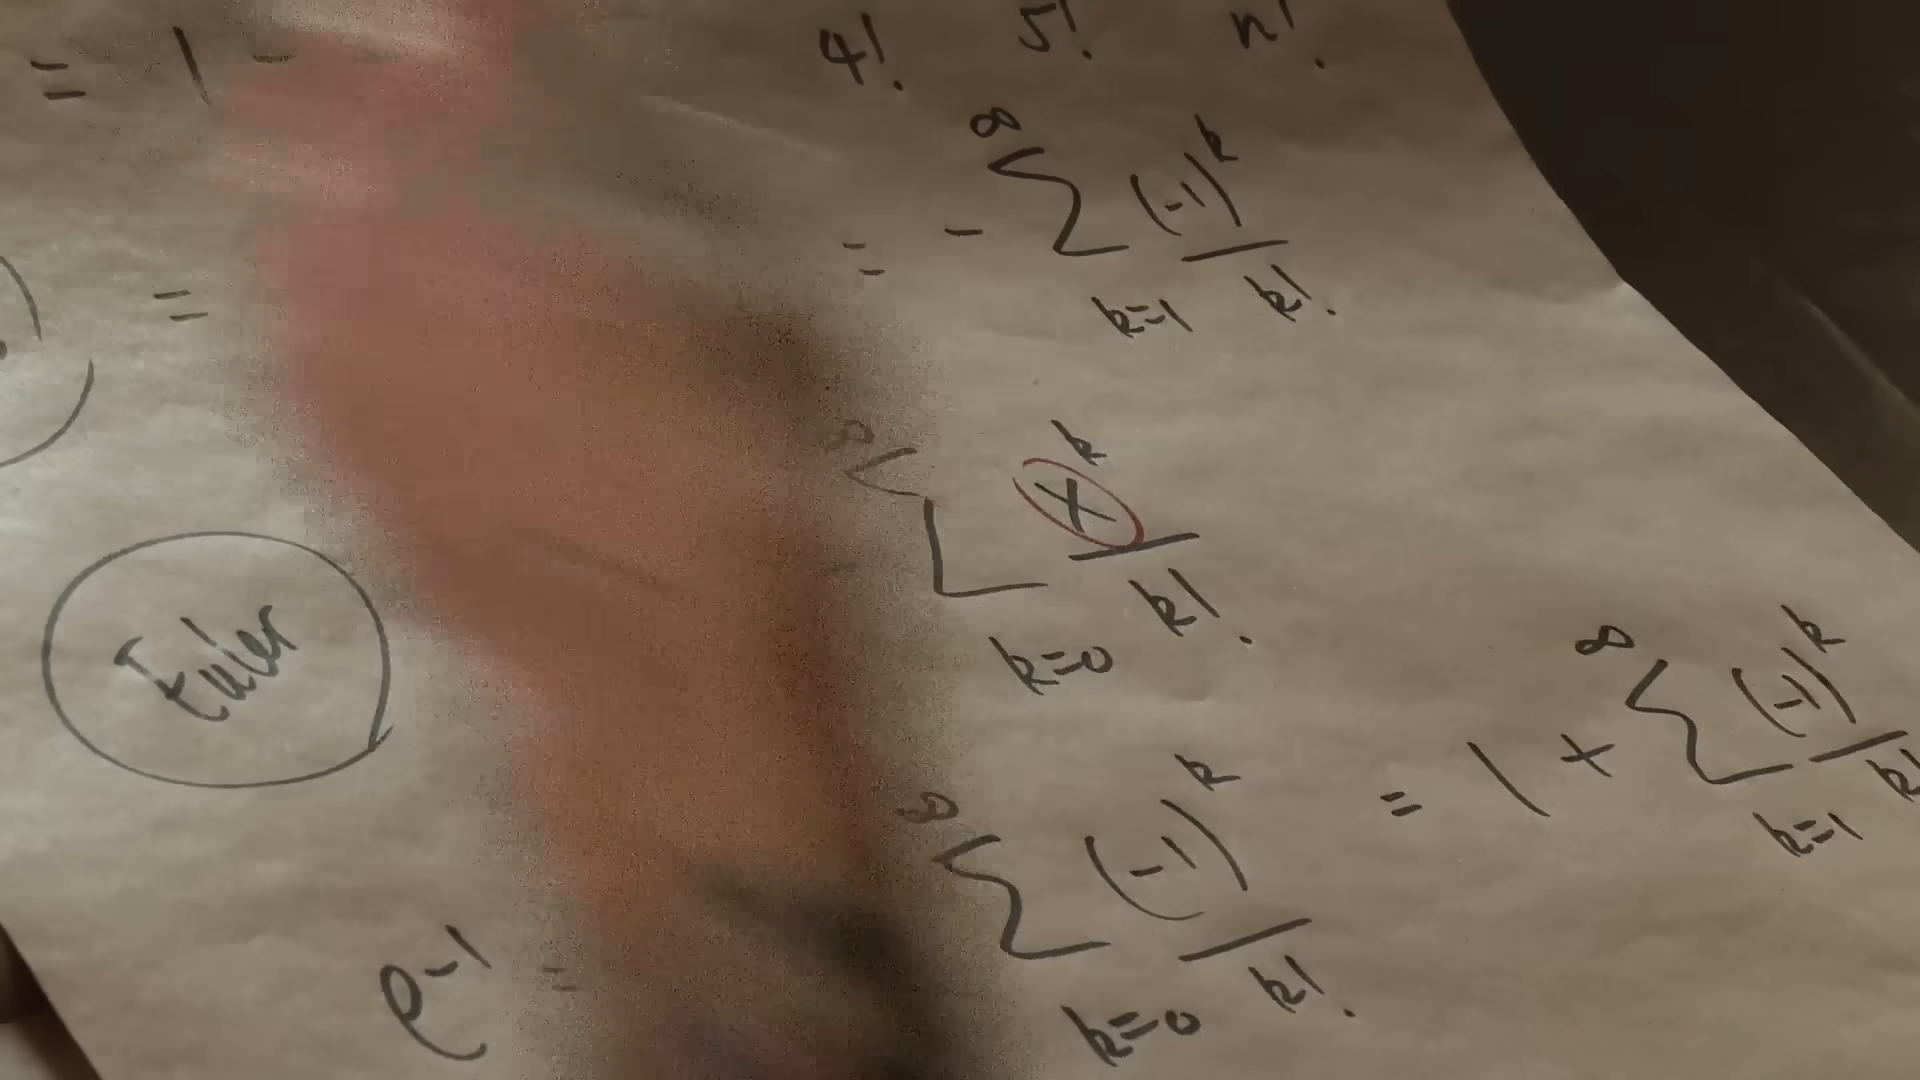 = 1 - 4! 5! n!
= = - ∞ Σ k=1 (-1)^k / k!
∞ Σ k=0 x^k / k!
Euler
e^-1 = ∞ Σ k=0 (-1)^k / k! = 1 + ∞ Σ k=1 (-1)^k / k!